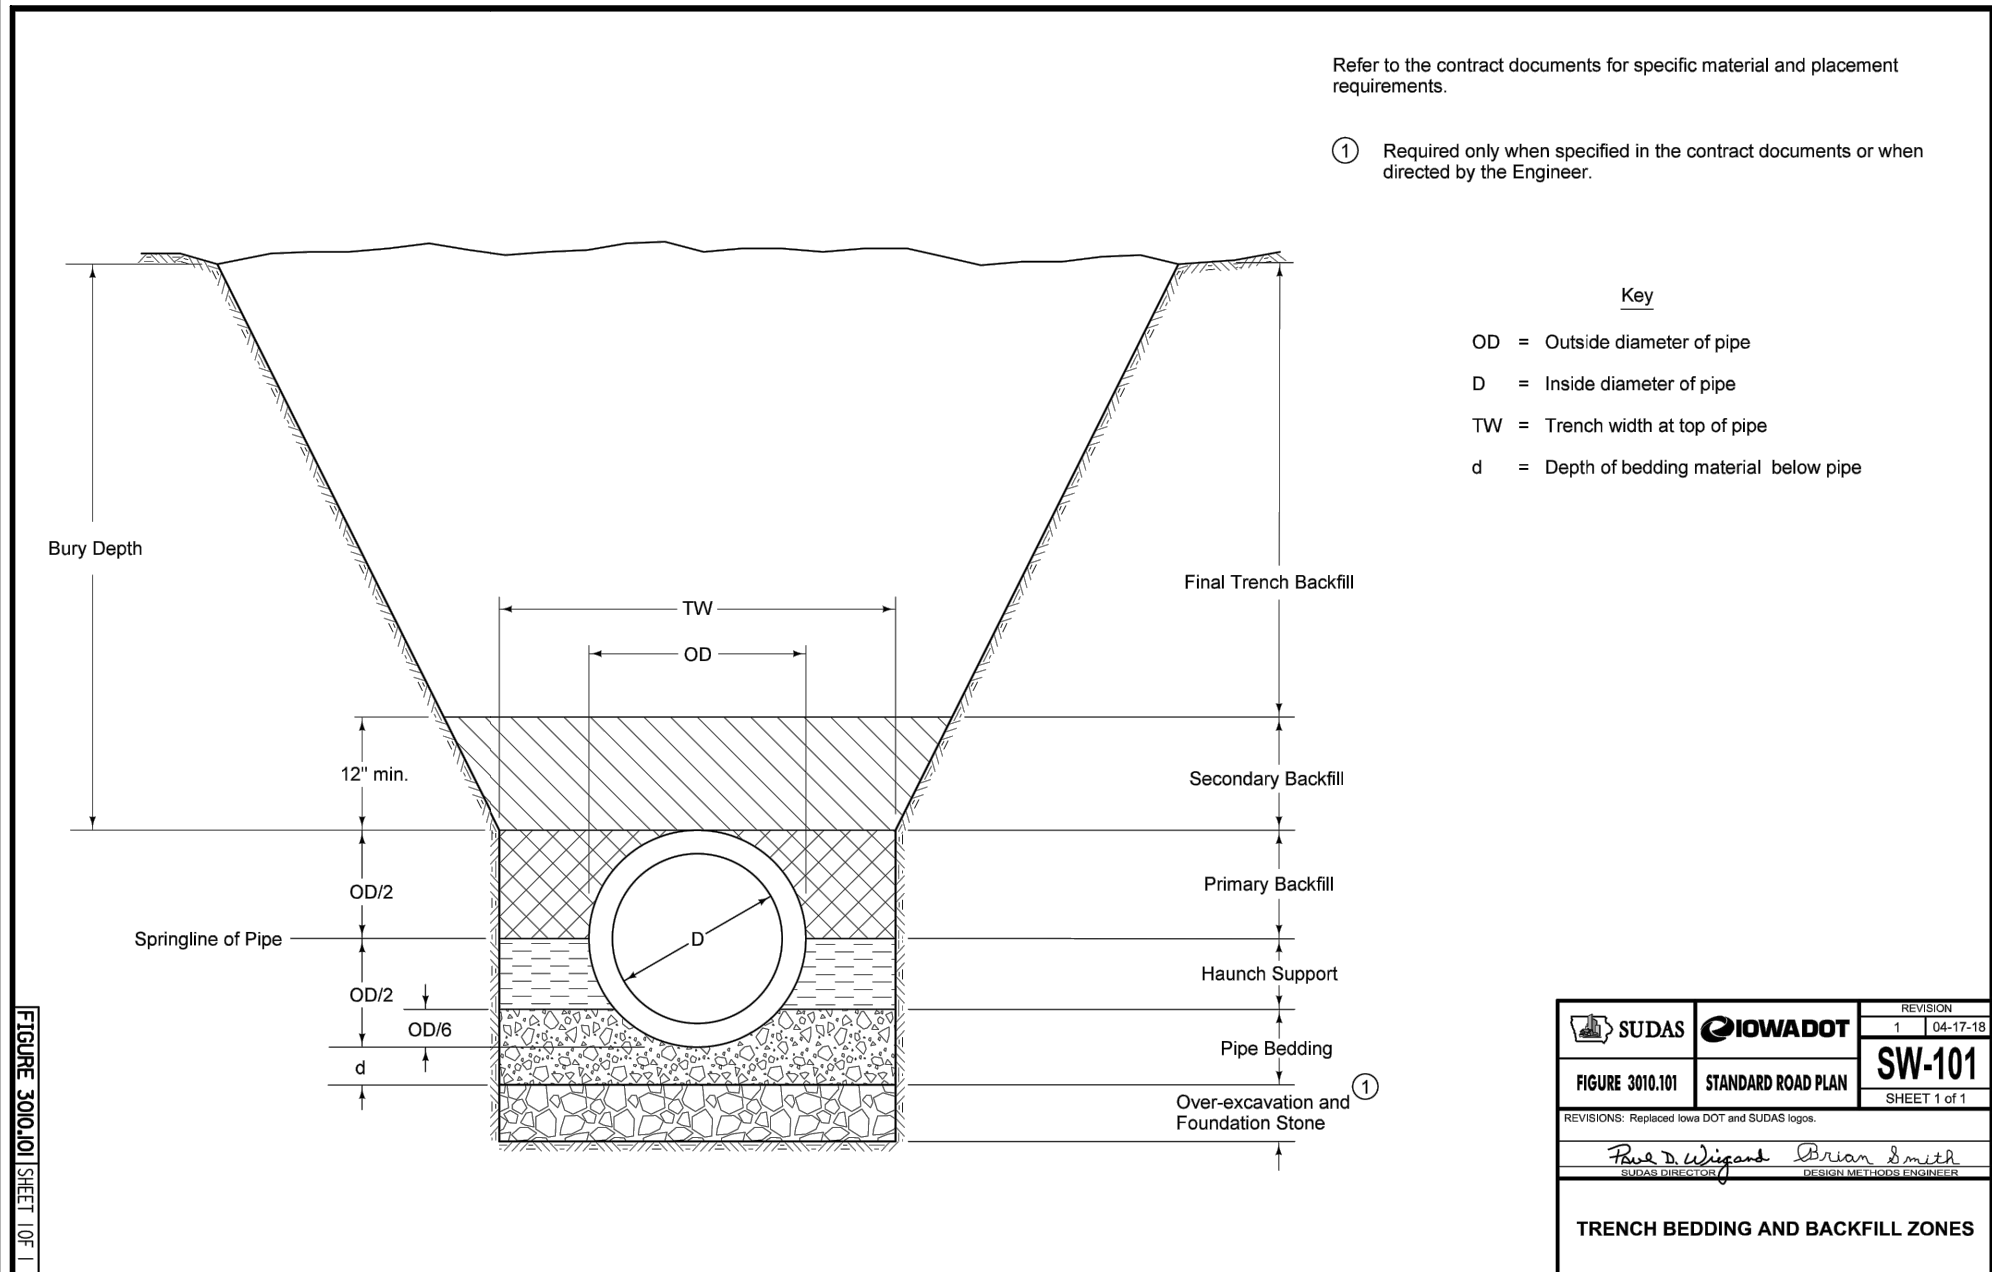 Refer to the contract documents for specific material and placement
requirements.
① Required only when specified in the contract documents or when
directed by the Engineer.
Key
OD = Outside diameter of pipe
D = Inside diameter of pipe
TW = Trench width at top of pipe
d = Depth of bedding material below pipe
Bury Depth
Final Trench Backfill
TW
OD
12" min.
Secondary Backfill
OD/2
Primary Backfill
Springline of Pipe
D
Haunch Support
OD/2
OD/6
Pipe Bedding
d
Over-excavation and ①
Foundation Stone
FIGURE 3010.101 SHEET 1 OF 1
SUDAS
IOWADOT
REVISION
1 04-17-18
FIGURE 3010.101
STANDARD ROAD PLAN
SW-101
SHEET 1 of 1
REVISIONS: Replaced Iowa DOT and SUDAS logos.
Paul D. Wiegand
Brian Smith
SUDAS DIRECTOR
DESIGN METHODS ENGINEER
TRENCH BEDDING AND BACKFILL ZONES